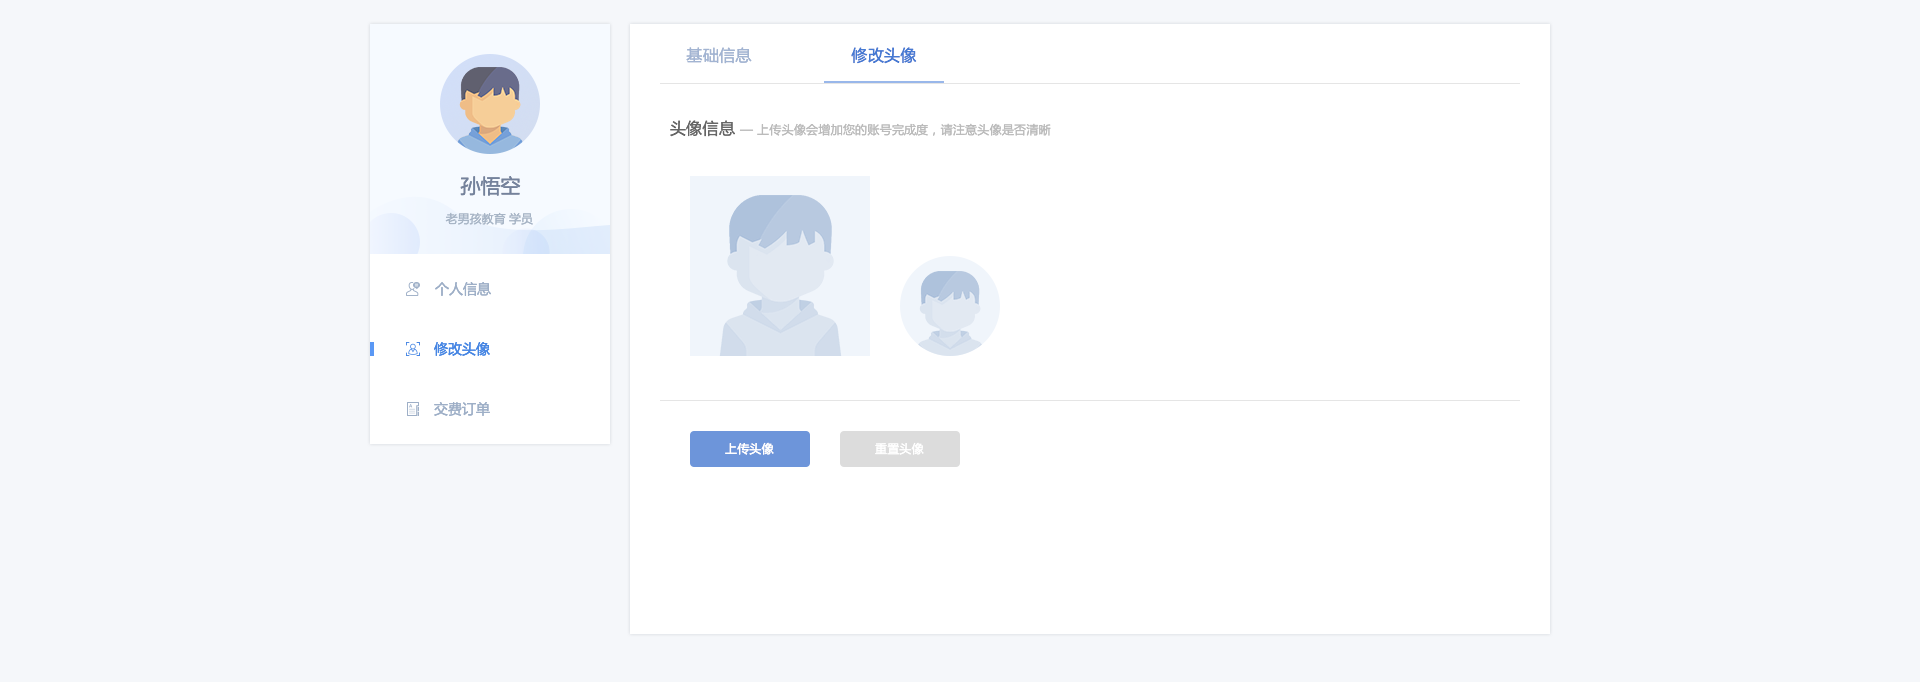 孙悟空
老男孩教育 学员
个人信息
修改头像
交费订单
基础信息
修改头像
头像信息 — 上传头像会增加您的账号完成度，请注意头像是否清晰
上传头像
重置头像